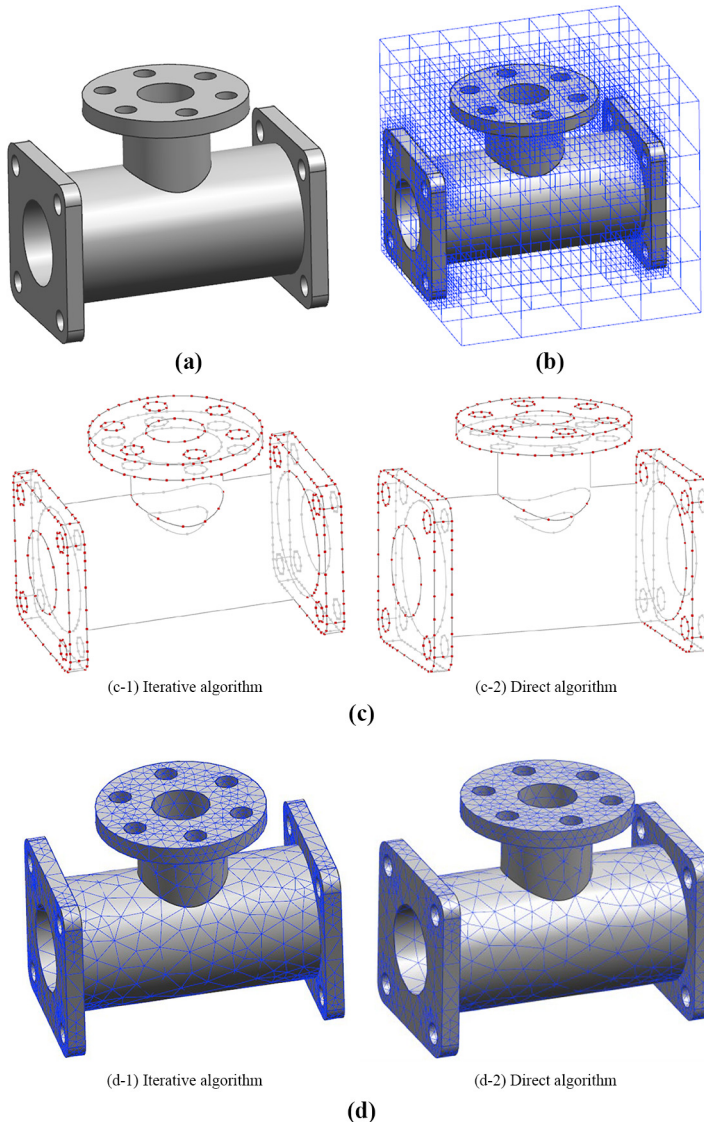 (a)
(b)
(c-1) Iterative algorithm
(c-2) Direct algorithm
(c)
(d-1) Iterative algorithm
(d-2) Direct algorithm
(d)